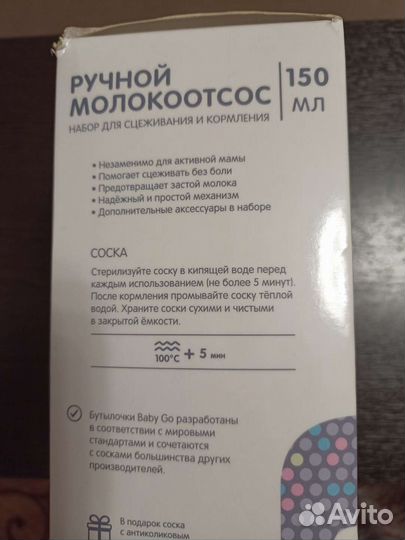 РУЧНОЙ
МОЛОКООТСОС
150
МЛ
НАБОР ДЛЯ СЦЕЖИВАНИЯ И КОРМЛЕНИЯ
• Незаменимо для активной мамы
• Помогает сцеживать без боли
• Предотвращает застой молока
• Надёжный и простой механизм
• Дополнительные аксессуары в наборе
СОСКА
Стерилизуйте соску в кипящей воде перед
каждым использованием (не более 5 минут).
После кормления промывайте соску тёплой
водой. Храните соски сухими и чистыми
в закрытой ёмкости.
100°C + 5 мин
Бутылочки Baby Go разработаны
в соответствии с мировыми
стандартами и сочетаются
с сосками большинства других
производителей.
В подарок соска
с антиколиковым
Avito